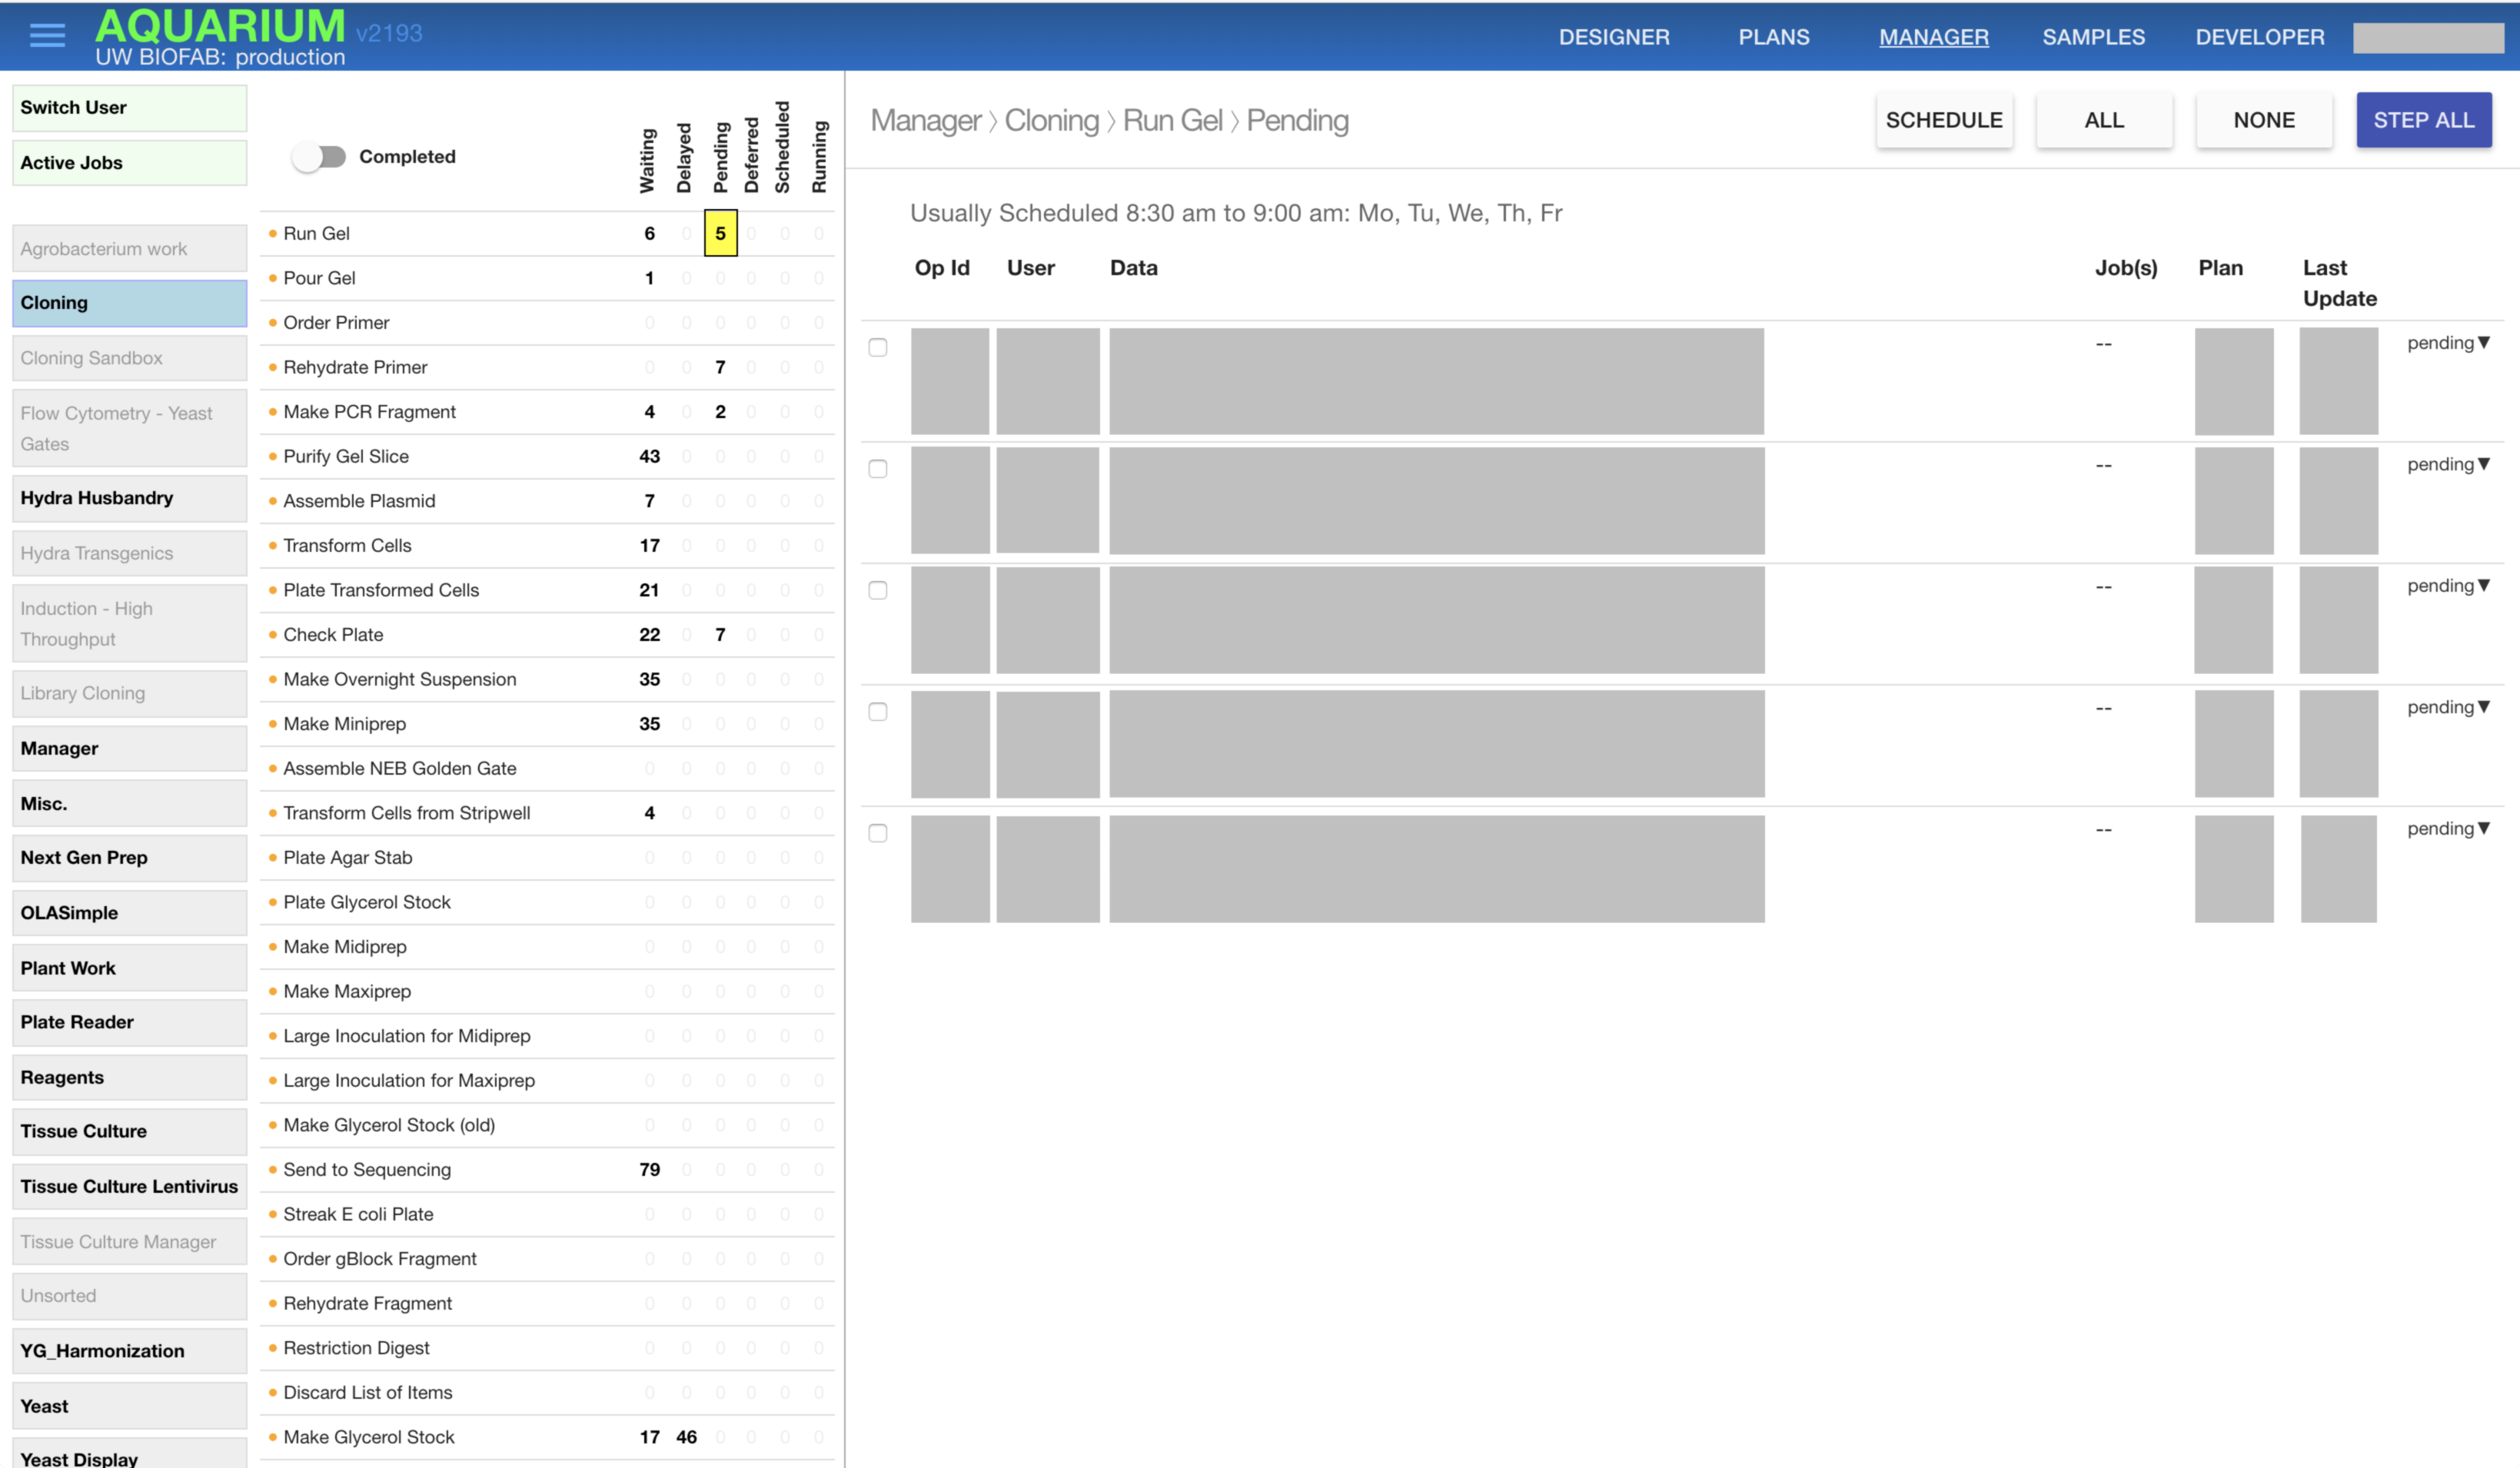 AQUARIUM v2193
UW BIOFAB: production
DESIGNER PLANS MANAGER SAMPLES DEVELOPER
Switch User
Active Jobs
Agrobacterium work
Cloning
Cloning Sandbox
Flow Cytometry - Yeast
Gates
Hydra Husbandry
Hydra Transgenics
Induction - High
Throughput
Library Cloning
Manager
Misc.
Next Gen Prep
OLASimple
Plant Work
Plate Reader
Reagents
Tissue Culture
Tissue Culture Lentivirus
Tissue Culture Manager
Unsorted
YG_Harmonization
Yeast
Yeast Display
Completed Waiting Delayed Pending Deferred Scheduled Running
Run Gel 6 0 5 0 0 0
Pour Gel 1 0 0 0 0 0
Order Primer 0 0 0 0 0 0
Rehydrate Primer 0 0 7 0 0 0
Make PCR Fragment 4 0 2 0 0 0
Purify Gel Slice 43 0 0 0 0 0
Assemble Plasmid 7 0 0 0 0 0
Transform Cells 17 0 0 0 0 0
Plate Transformed Cells 21 0 0 0 0 0
Check Plate 22 0 7 0 0 0
Make Overnight Suspension 35 0 0 0 0 0
Make Miniprep 35 0 0 0 0 0
Assemble NEB Golden Gate 0 0 0 0 0 0
Transform Cells from Stripwell 4 0 0 0 0 0
Plate Agar Stab 0 0 0 0 0 0
Plate Glycerol Stock 0 0 0 0 0 0
Make Midiprep 0 0 0 0 0 0
Make Maxiprep 0 0 0 0 0 0
Large Inoculation for Midiprep 0 0 0 0 0 0
Large Inoculation for Maxiprep 0 0 0 0 0 0
Make Glycerol Stock (old) 0 0 0 0 0 0
Send to Sequencing 79 0 0 0 0 0
Streak E coli Plate 0 0 0 0 0 0
Order gBlock Fragment 0 0 0 0 0 0
Rehydrate Fragment 0 0 0 0 0 0
Restriction Digest 0 0 0 0 0 0
Discard List of Items 0 0 0 0 0 0
Make Glycerol Stock 17 46 0 0 0 0
Manager 〉Cloning 〉Run Gel 〉Pending
SCHEDULE ALL NONE STEP ALL
Usually Scheduled 8:30 am to 9:00 am: Mo, Tu, We, Th, Fr
Op Id User Data Job(s) Plan Last
Update
-- pending▼
-- pending▼
-- pending▼
-- pending▼
-- pending▼